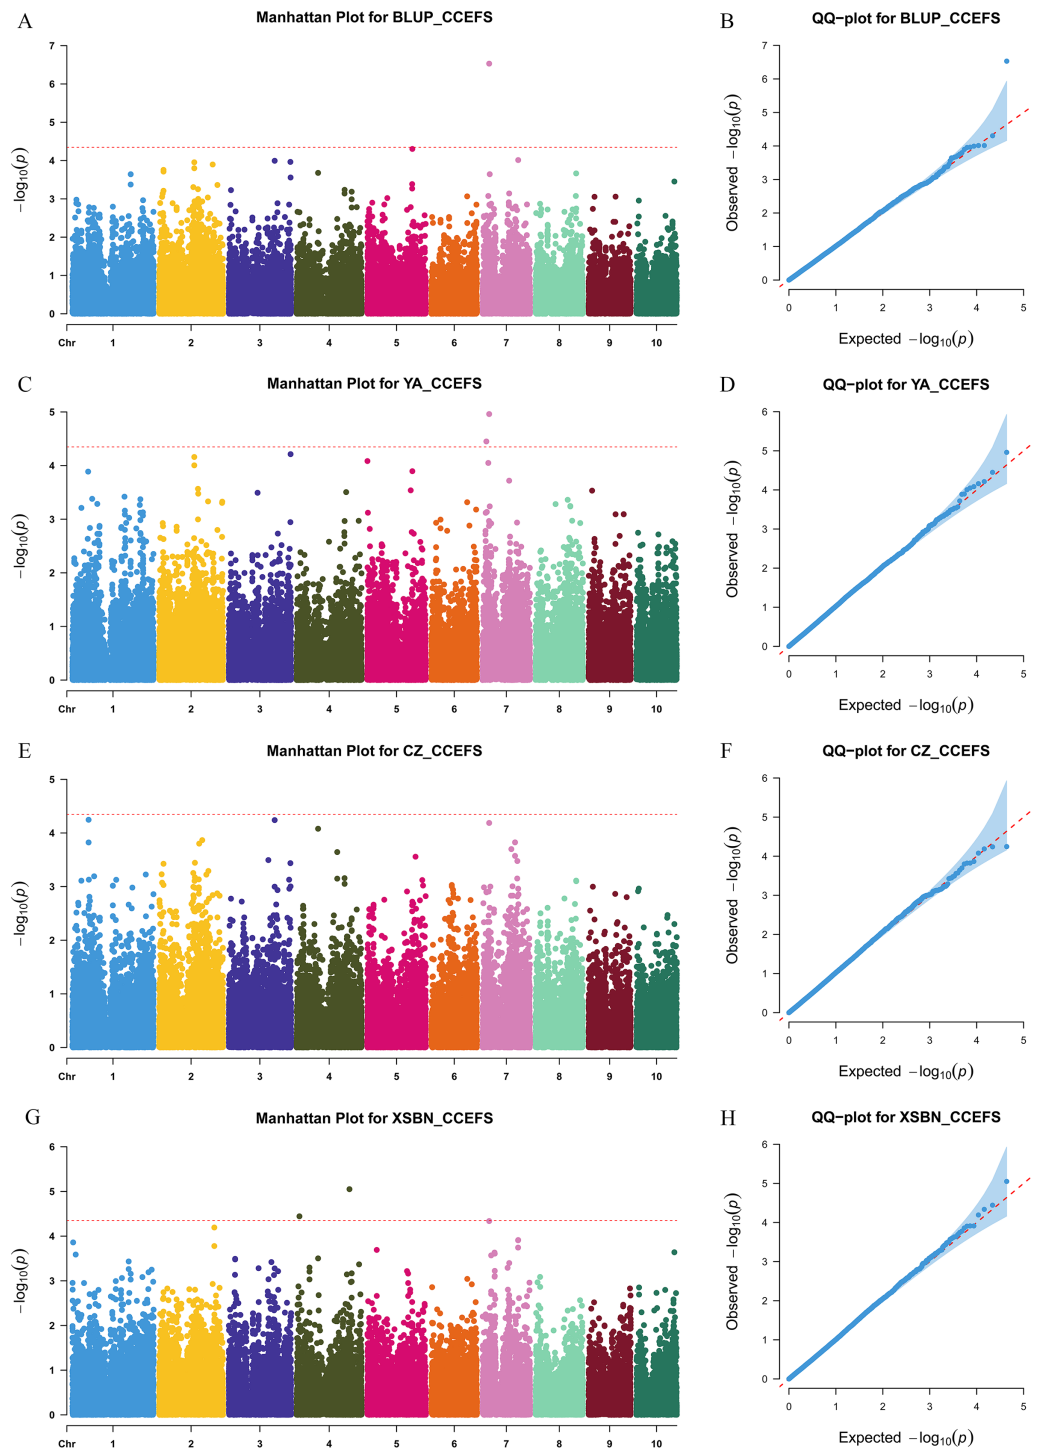 A
Manhattan Plot for BLUP_CCEFS
−log10(p)
7
6
5
4
3
2
1
0
Chr 1 2 3 4 5 6 7 8 9 10
B
QQ−plot for BLUP_CCEFS
Observed −log10(p)
7
6
5
4
3
2
1
0
0 1 2 3 4 5
Expected −log10(p)
C
Manhattan Plot for YA_CCEFS
−log10(p)
5
4
3
2
1
0
Chr 1 2 3 4 5 6 7 8 9 10
D
QQ−plot for YA_CCEFS
Observed −log10(p)
6
5
4
3
2
1
0
0 1 2 3 4 5
Expected −log10(p)
E
Manhattan Plot for CZ_CCEFS
−log10(p)
5
4
3
2
1
0
Chr 1 2 3 4 5 6 7 8 9 10
F
QQ−plot for CZ_CCEFS
Observed −log10(p)
6
5
4
3
2
1
0
0 1 2 3 4 5
Expected −log10(p)
G
Manhattan Plot for XSBN_CCEFS
−log10(p)
6
5
4
3
2
1
0
Chr 1 2 3 4 5 6 7 8 9 10
H
QQ−plot for XSBN_CCEFS
Observed −log10(p)
6
5
4
3
2
1
0
0 1 2 3 4 5
Expected −log10(p)